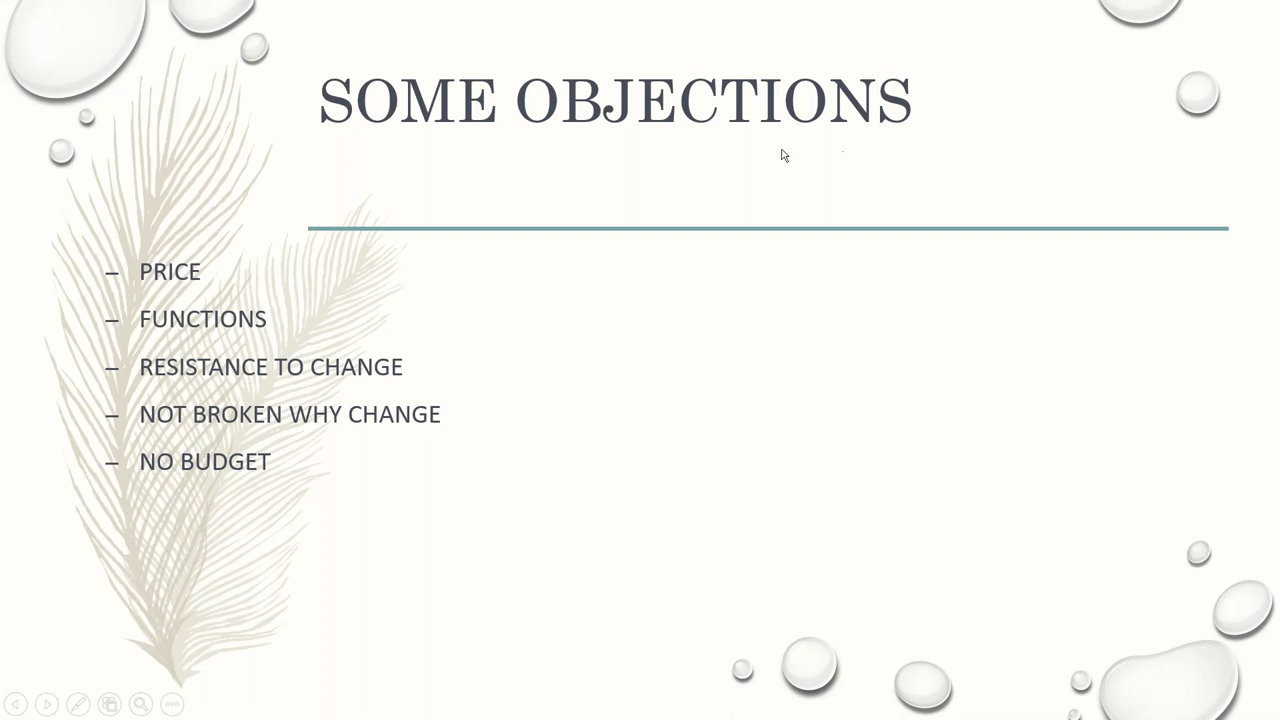 SOME OBJECTIONS
– PRICE
– FUNCTIONS
– RESISTANCE TO CHANGE
– NOT BROKEN WHY CHANGE
– NO BUDGET